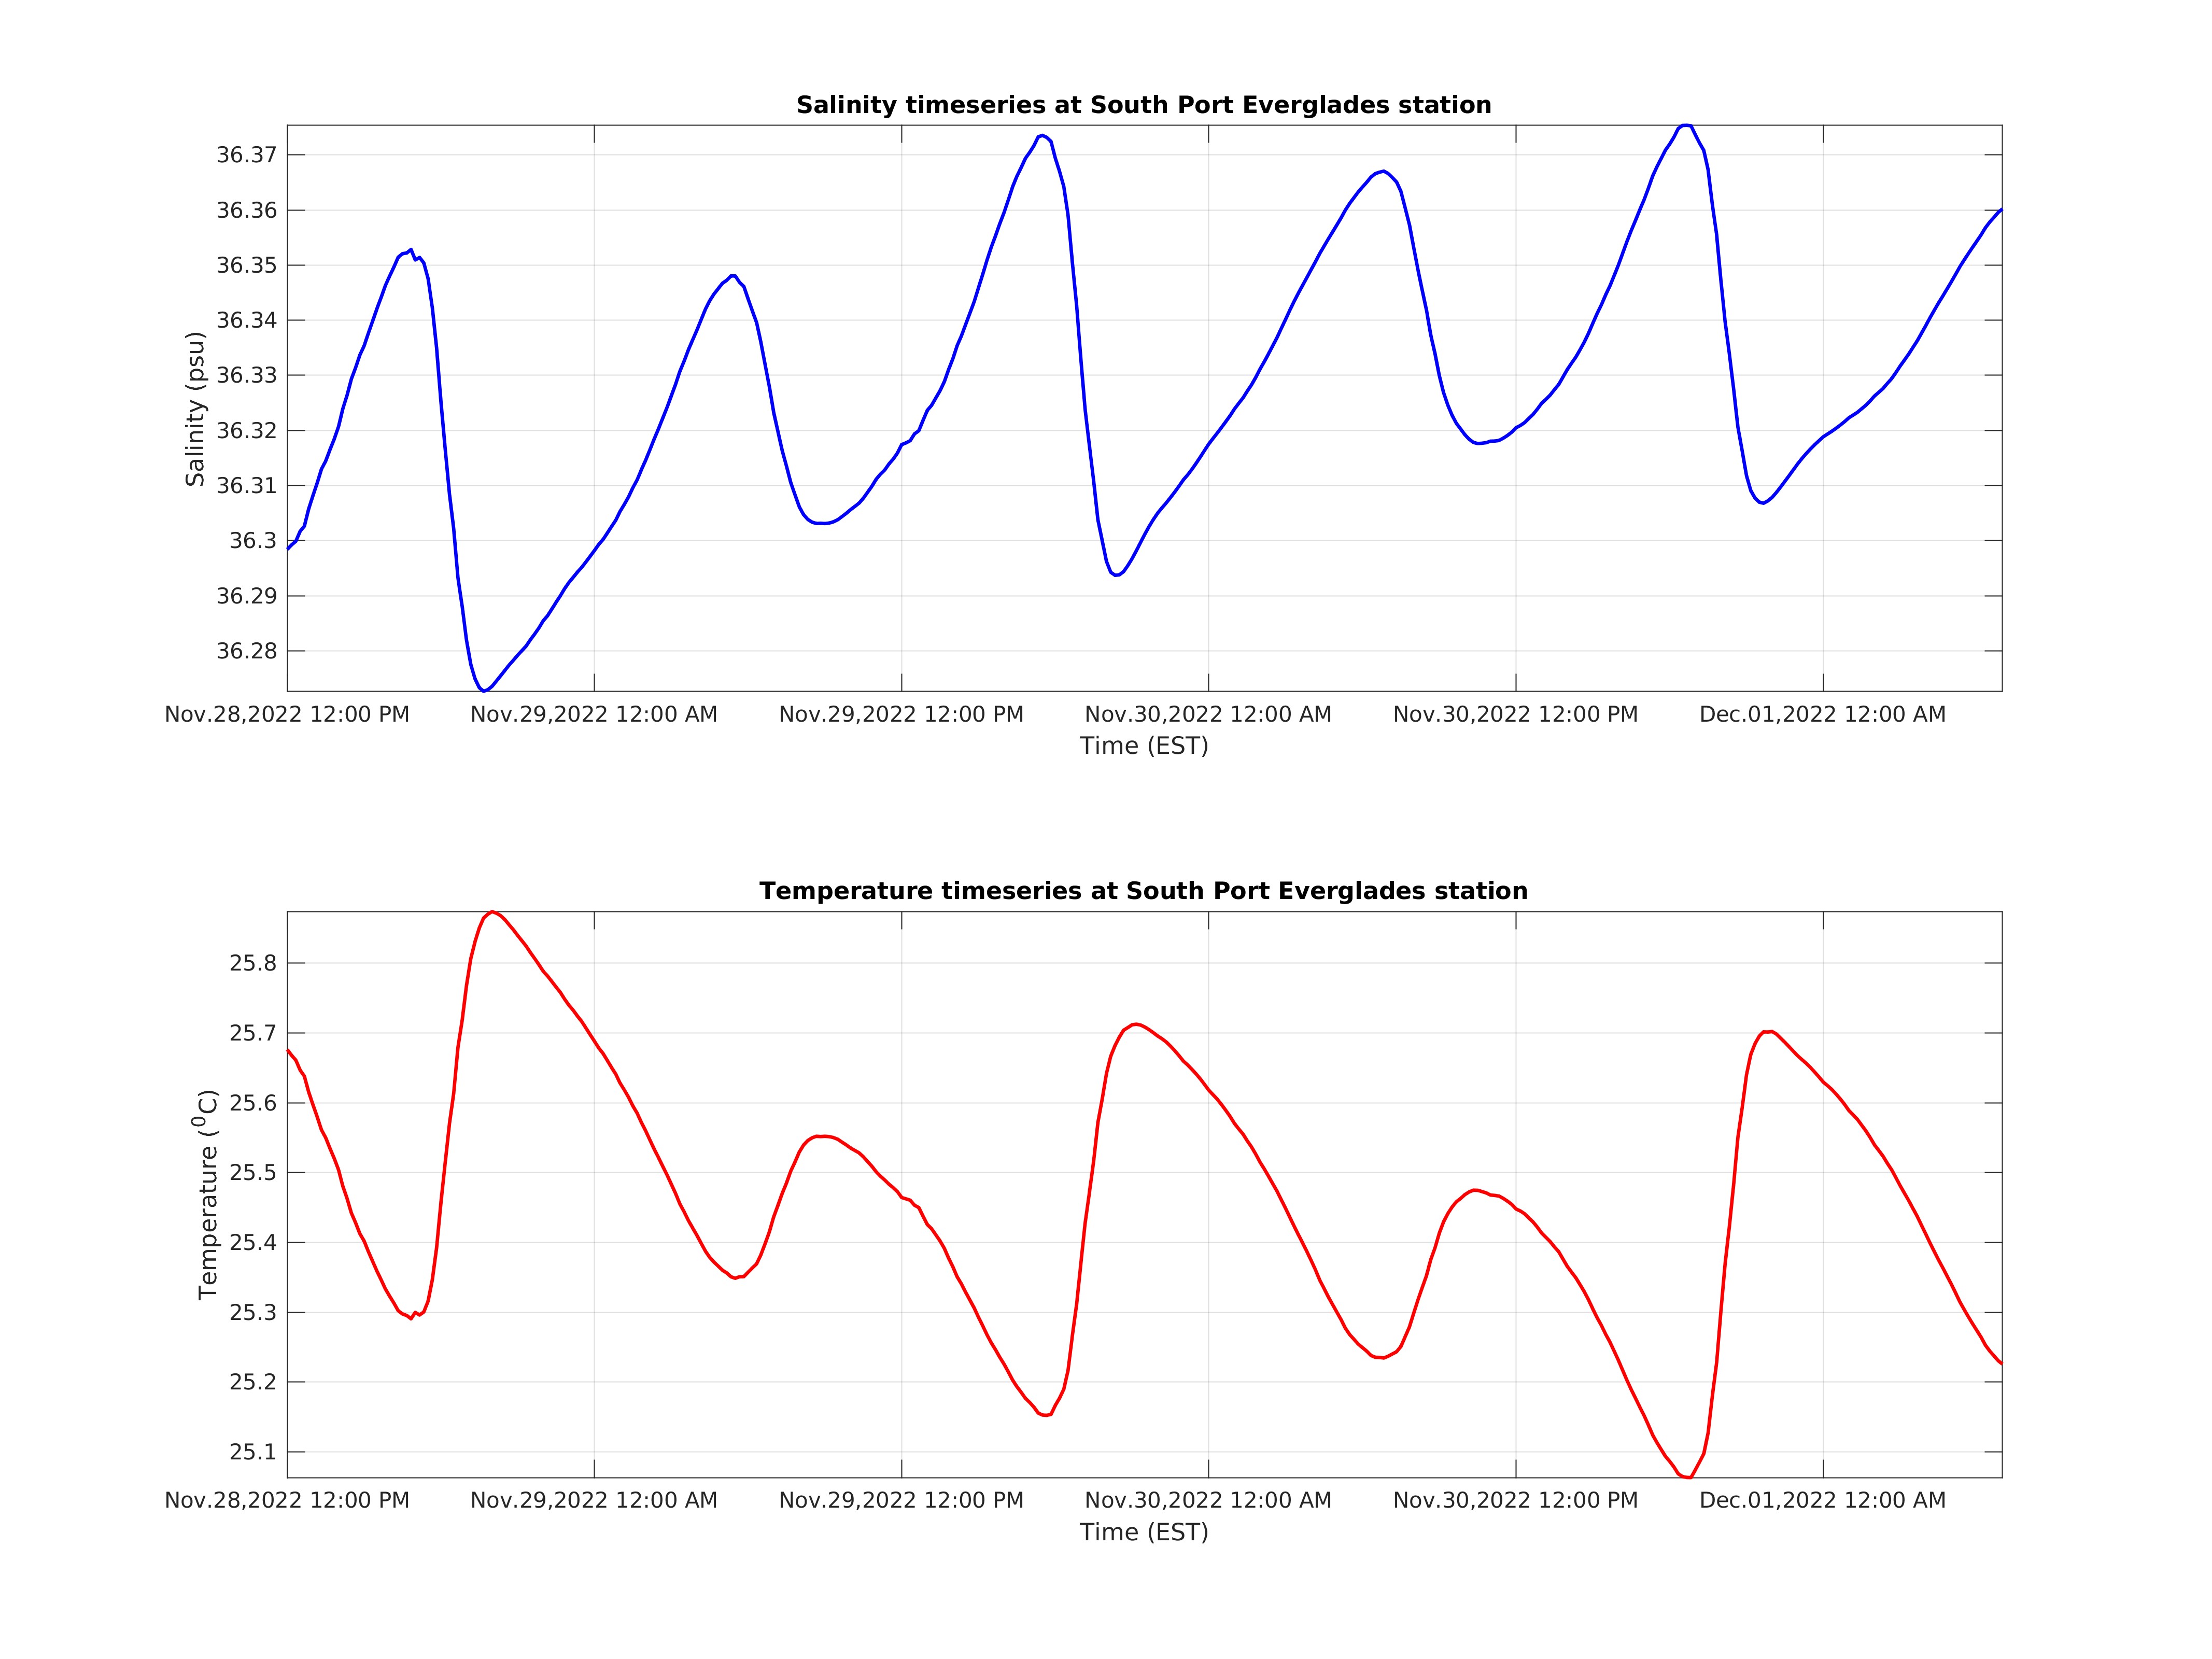 Salinity timeseries at South Port Everglades station
Salinity (psu)
36.37
36.36
36.35
36.34
36.33
36.32
36.31
36.3
36.29
36.28
Nov.28,2022 12:00 PM Nov.29,2022 12:00 AM Nov.29,2022 12:00 PM Nov.30,2022 12:00 AM Nov.30,2022 12:00 PM Dec.01,2022 12:00 AM
Time (EST)
Temperature timeseries at South Port Everglades station
Temperature (⁰C)
25.8
25.7
25.6
25.5
25.4
25.3
25.2
25.1
Nov.28,2022 12:00 PM Nov.29,2022 12:00 AM Nov.29,2022 12:00 PM Nov.30,2022 12:00 AM Nov.30,2022 12:00 PM Dec.01,2022 12:00 AM
Time (EST)